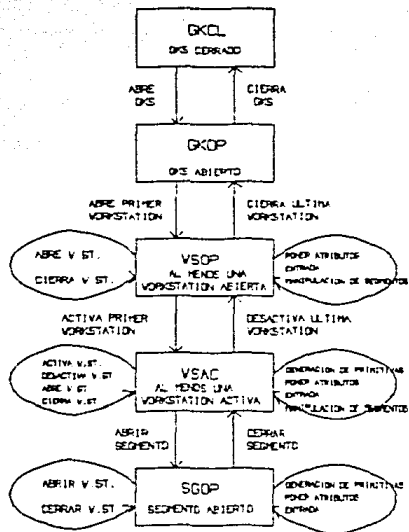 GKCL
GKS CERRADO
ABRE
GKS
CIERRA
GKS
GKOP
GKS ABIERTO
ABRE PRIMER
WORKSTATION
CIERRA ULTIMA
WORKSTATION
ABRE W.ST.
CIERRA W.ST.
WSOP
AL MENOS UNA
WORKSTATION ABIERTA
PONER ATRIBUTOS
ENTRADA
MANIPULACION DE SEGMENTOS
ACTIVA PRIMER
WORKSTATION
DESACTIVA ULTIMA
WORKSTATION
ACTIVA W.ST.
DESACTIVA W.ST
ABRE W.ST
CIERRA W.ST
WSAC
AL MENOS UNA
WORKSTATION ACTIVA
GENERACION DE PRIMITIVAS
PONER ATRIBUTOS
ENTRADA
MANIPULACION DE SEGMENTOS
ABRIR
SEGMENTO
CERRAR
SEGMENTO
ABRIR W.ST
CERRAR W.ST
SGOP
SEGMENTO ABIERTO
GENERACION DE PRIMITIVAS
PONER ATRIBUTOS
ENTRADA